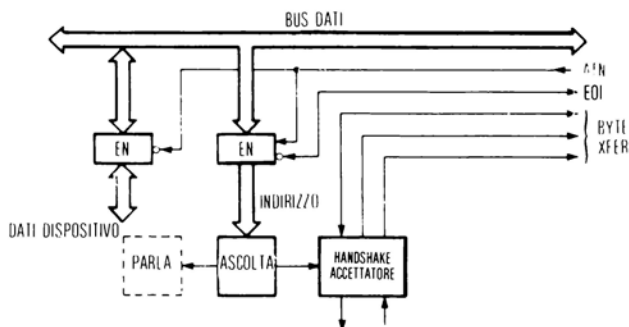 BUS DATI
EOI
BYTE
XFER
EN
EN
INDIRIZZO
DATI DISPOSITIVO
PARLA
ASCOLTA
HANDSHAKE
ACCETTATORE